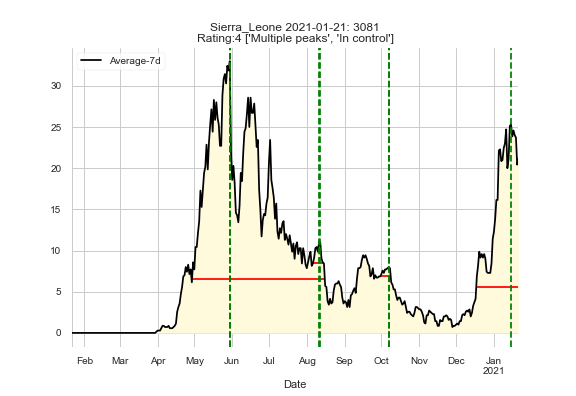 Sierra_Leone 2021-01-21: 3081
Rating:4 ['Multiple peaks', 'In control']
Average-7d
30
25
20
15
10
5
0
Feb Mar Apr May Jun Jul Aug Sep Oct Nov Dec Jan
2021
Date